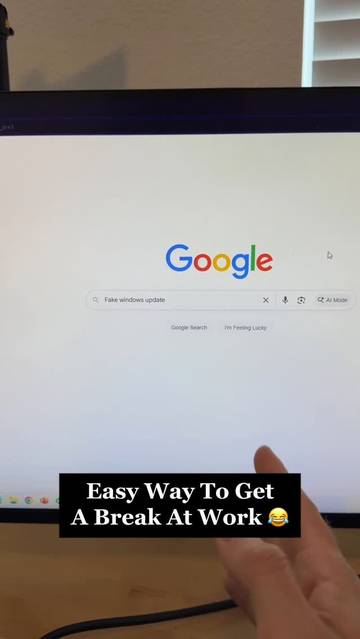 Google
Fake windows update
AI Mode
Google Search
I'm Feeling Lucky
Easy Way To Get
A Break At Work 😂